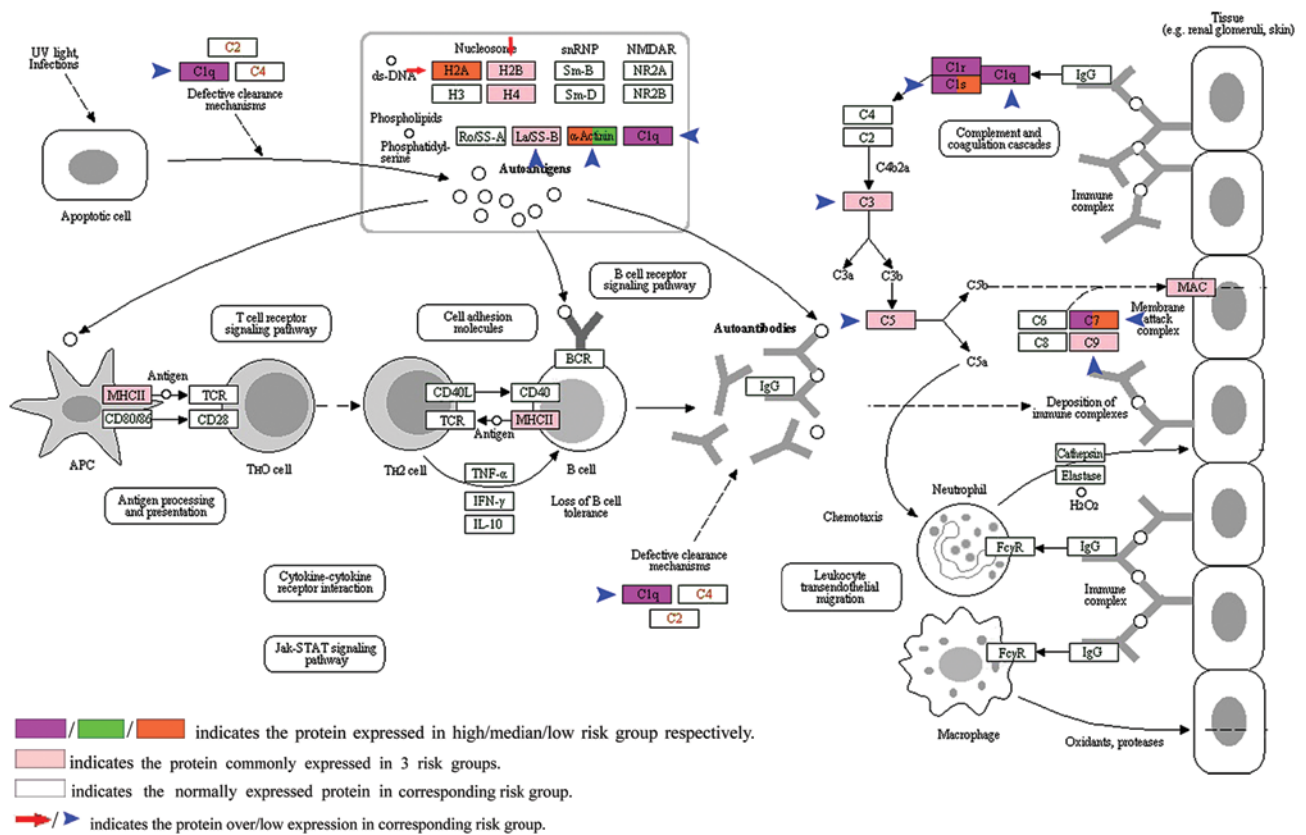 UV light,
Infections
C2
C1q
C4
Defective clearance
mechanisms
Apoptotic cell
Nucleosome
snRNP
NMDAR
ds-DNA
H2A
H2B
Sm-B
NR2A
H3
H4
Sm-D
NR2B
Phospholipids
Phosphatidyl-
serine
Ro/SS-A
La/SS-B
α-Actinin
C1q
Autoantigens
Tissue
(e.g. renal glomeruli, skin)
C1r
C1s
C1q
IgG
C4
C2
Complement and
coagulation cascades
C4b2a
Immune
complex
C3
C3a
C3b
C5b
C5
C5a
MAC
Membrane
attack
complex
C6
C7
C8
C9
B cell receptor
signaling pathway
T cell receptor
signaling pathway
Cell adhesion
molecules
Autoantibodies
BCR
MHCII
Antigen
TCR
CD80/86
CD28
APC
TH0 cell
CD40L
CD40
TCR
Antigen
MHCII
TH2 cell
B cell
IgG
Deposition of
immune complexes
TNF-α
IFN-γ
IL-10
Loss of B cell
tolerance
Antigen processing
and presentation
Cytokine-cytokine
receptor interaction
Jak-STAT signaling
pathway
Defective clearance
mechanisms
C1q
C4
C2
Chemotaxis
Neutrophil
Cathepsin
Elastase
H2O2
FcγR
IgG
Leukocyte
transendothelial
migration
Immune
complex
FcγR
IgG
Macrophage
Oxidants, proteases
/ / indicates the protein expressed in high/median/low risk group respectively.
indicates the protein commonly expressed in 3 risk groups.
indicates the normally expressed protein in corresponding risk group.
/ indicates the protein over/low expression in corresponding risk group.